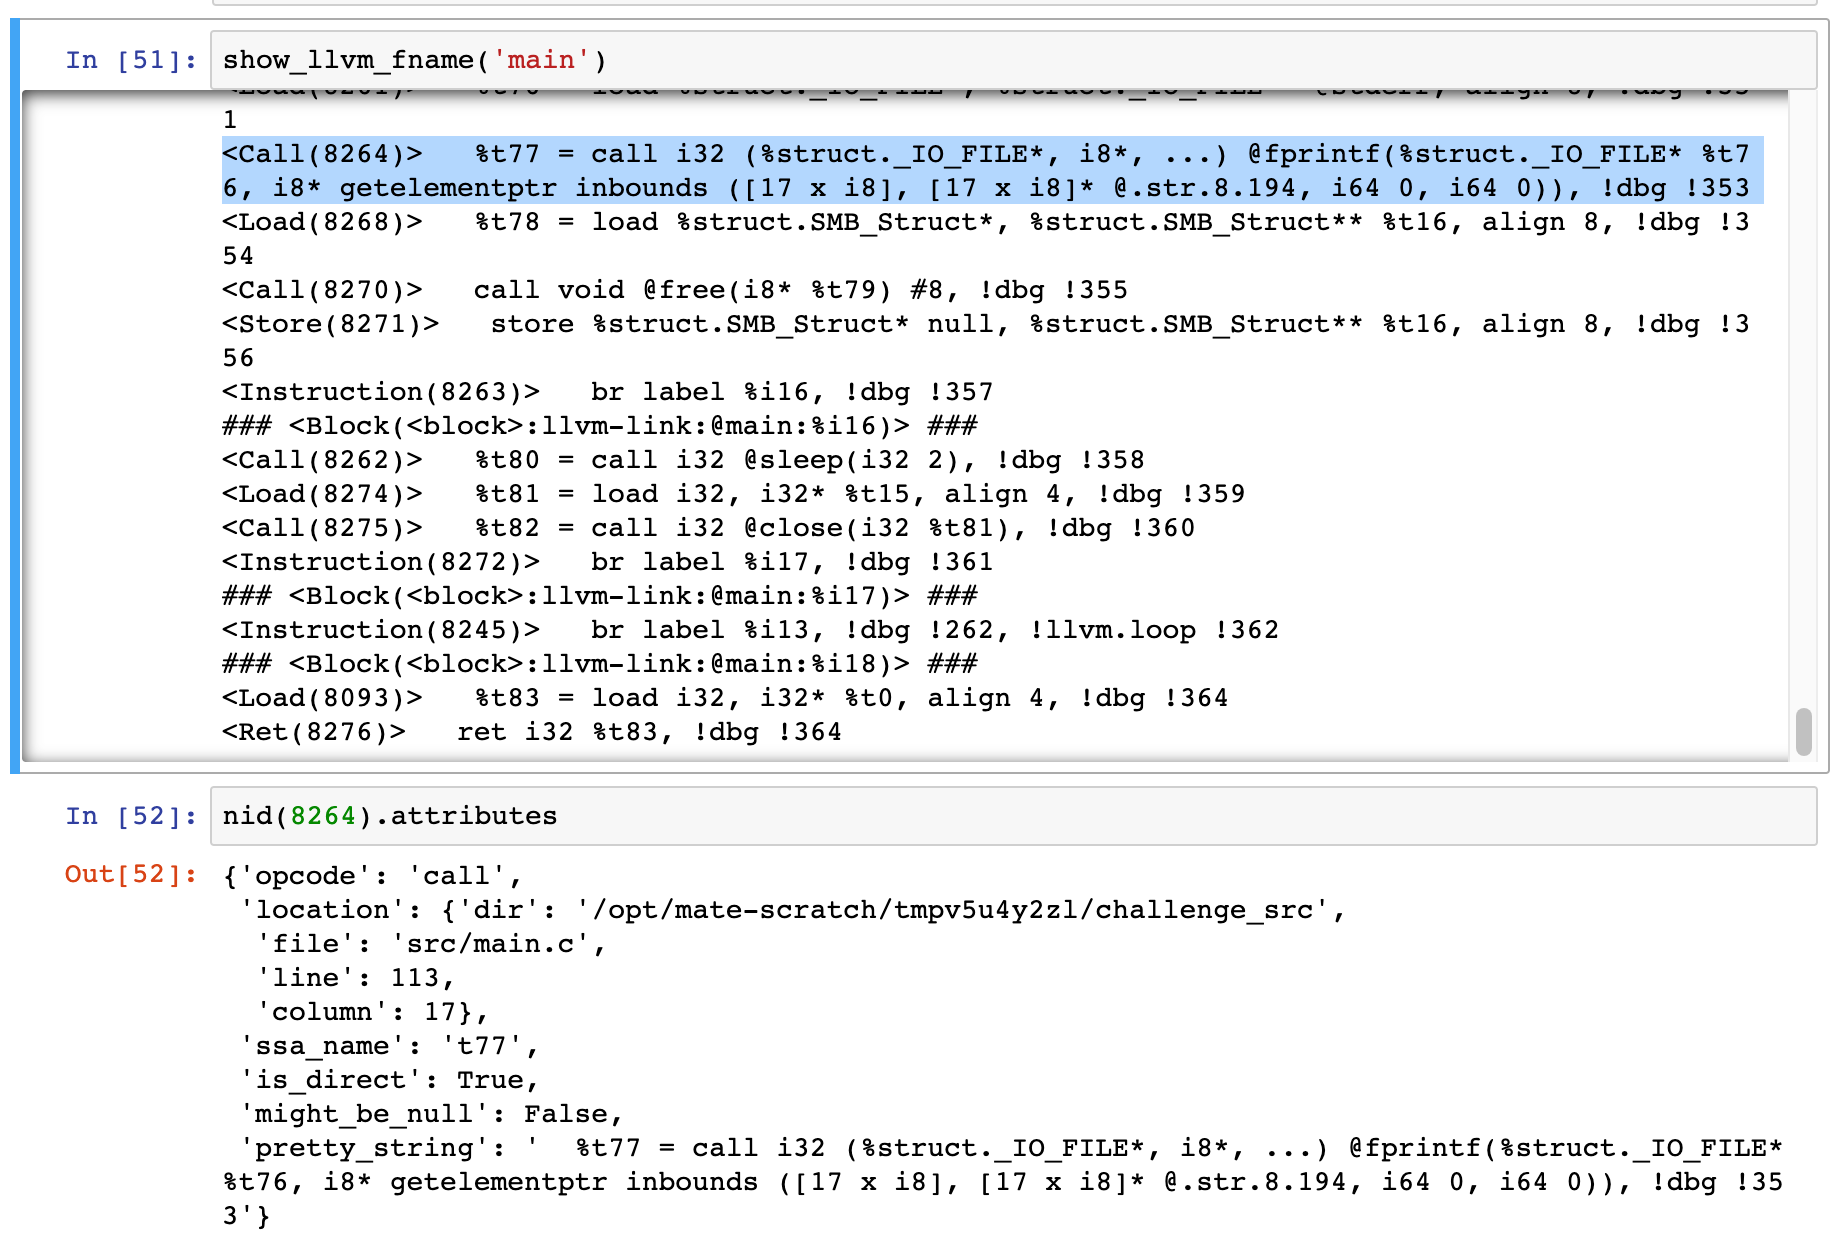 In [51]:
show_llvm_fname('main')
1
<Call(8264)>   %t77 = call i32 (%struct._IO_FILE*, i8*, ...) @fprintf(%struct._IO_FILE* %t7
6, i8* getelementptr inbounds ([17 x i8], [17 x i8]* @.str.8.194, i64 0, i64 0)), !dbg !353
<Load(8268)>   %t78 = load %struct.SMB_Struct*, %struct.SMB_Struct** %t16, align 8, !dbg !3
54
<Call(8270)>   call void @free(i8* %t79) #8, !dbg !355
<Store(8271)>   store %struct.SMB_Struct* null, %struct.SMB_Struct** %t16, align 8, !dbg !3
56
<Instruction(8263)>   br label %i16, !dbg !357
### <Block(<block>:llvm-link:@main:%i16)> ###
<Call(8262)>   %t80 = call i32 @sleep(i32 2), !dbg !358
<Load(8274)>   %t81 = load i32, i32* %t15, align 4, !dbg !359
<Call(8275)>   %t82 = call i32 @close(i32 %t81), !dbg !360
<Instruction(8272)>   br label %i17, !dbg !361
### <Block(<block>:llvm-link:@main:%i17)> ###
<Instruction(8245)>   br label %i13, !dbg !262, !llvm.loop !362
### <Block(<block>:llvm-link:@main:%i18)> ###
<Load(8093)>   %t83 = load i32, i32* %t0, align 4, !dbg !364
<Ret(8276)>   ret i32 %t83, !dbg !364
In [52]:
nid(8264).attributes
Out[52]:
{'opcode': 'call',
'location': {'dir': '/opt/mate-scratch/tmpv5u4y2zl/challenge_src',
'file': 'src/main.c',
'line': 113,
'column': 17},
'ssa_name': 't77',
'is_direct': True,
'might_be_null': False,
'pretty_string': '  %t77 = call i32 (%struct._IO_FILE*, i8*, ...) @fprintf(%struct._IO_FILE*
%t76, i8* getelementptr inbounds ([17 x i8], [17 x i8]* @.str.8.194, i64 0, i64 0)), !dbg !35
3'}